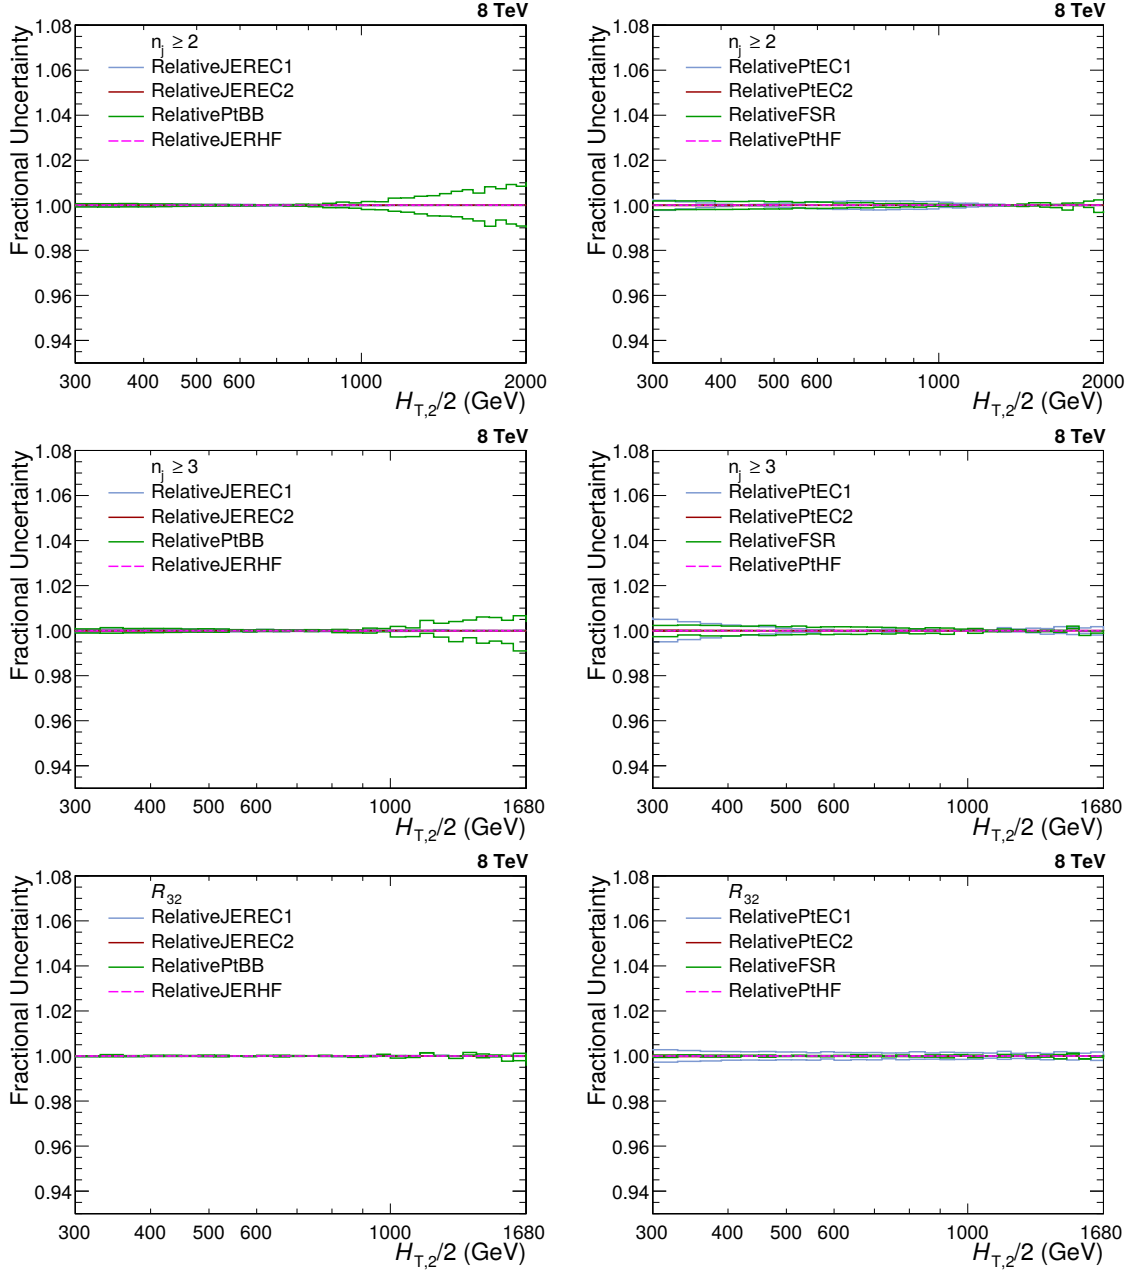 8 TeV
Fractional Uncertainty
n_j ≥ 2
RelativeJEREC1
RelativeJEREC2
RelativePtBB
RelativeJERHF
1.08
1.06
1.04
1.02
1.00
0.98
0.96
0.94
300 400 500 600 1000 2000
H_T,2/2 (GeV)
8 TeV
Fractional Uncertainty
n_j ≥ 2
RelativePtEC1
RelativePtEC2
RelativeFSR
RelativePtHF
1.08
1.06
1.04
1.02
1.00
0.98
0.96
0.94
300 400 500 600 1000 2000
H_T,2/2 (GeV)
8 TeV
Fractional Uncertainty
n_j ≥ 3
RelativeJEREC1
RelativeJEREC2
RelativePtBB
RelativeJERHF
1.08
1.06
1.04
1.02
1.00
0.98
0.96
0.94
300 400 500 600 1000 1680
H_T,2/2 (GeV)
8 TeV
Fractional Uncertainty
n_j ≥ 3
RelativePtEC1
RelativePtEC2
RelativeFSR
RelativePtHF
1.08
1.06
1.04
1.02
1.00
0.98
0.96
0.94
300 400 500 600 1000 1680
H_T,2/2 (GeV)
8 TeV
Fractional Uncertainty
R_32
RelativeJEREC1
RelativeJEREC2
RelativePtBB
RelativeJERHF
1.08
1.06
1.04
1.02
1.00
0.98
0.96
0.94
300 400 500 600 1000 1680
H_T,2/2 (GeV)
8 TeV
Fractional Uncertainty
R_32
RelativePtEC1
RelativePtEC2
RelativeFSR
RelativePtHF
1.08
1.06
1.04
1.02
1.00
0.98
0.96
0.94
300 400 500 600 1000 1680
H_T,2/2 (GeV)